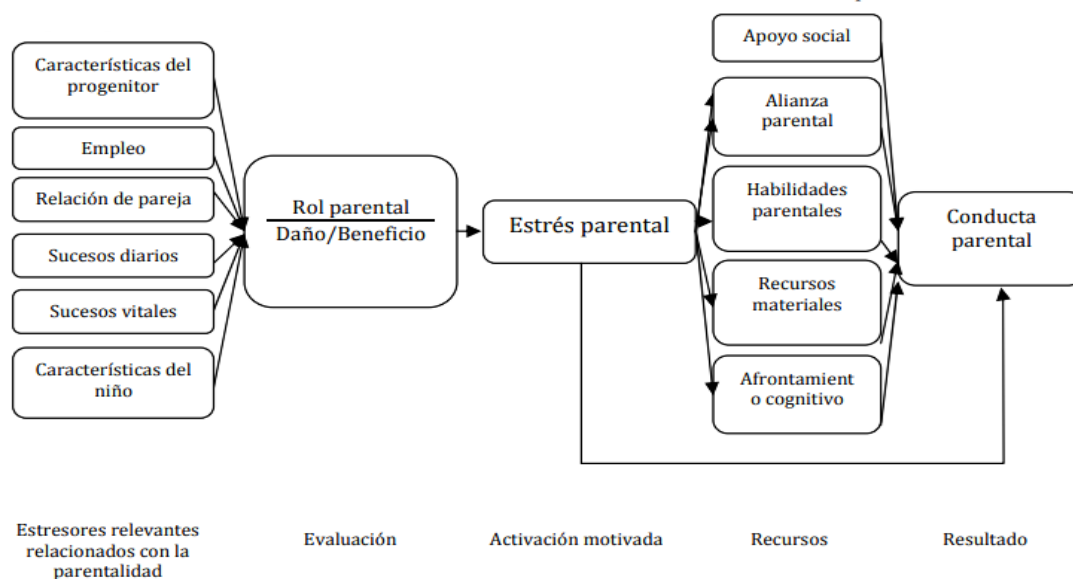 Características del
progenitor
Empleo
Relación de pareja
Sucesos diarios
Sucesos vitales
Características del
niño
Rol parental
Daño/Beneficio
Estrés parental
Apoyo social
Alianza
parental
Habilidades
parentales
Recursos
materiales
Afrontamient
o cognitivo
Conducta
parental
Estresores relevantes
relacionados con la
parentalidad
Evaluación
Activación motivada
Recursos
Resultado